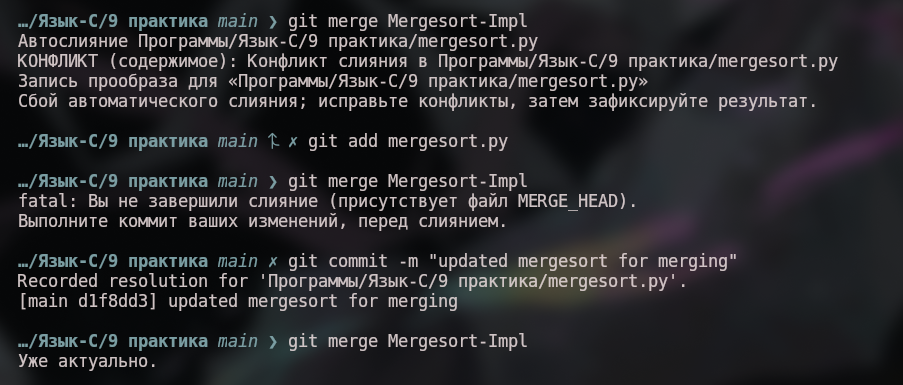 …/Язык-С/9 практика main ❯ git merge Mergesort-Impl
Автослияние Программы/Язык-С/9 практика/mergesort.py
КОНФЛИКТ (содержимое): Конфликт слияния в Программы/Язык-С/9 практика/mergesort.py
Запись прообраза для «Программы/Язык-С/9 практика/mergesort.py»
Сбой автоматического слияния; исправьте конфликты, затем зафиксируйте результат.
…/Язык-С/9 практика main ✗ git add mergesort.py
…/Язык-С/9 практика main ❯ git merge Mergesort-Impl
fatal: Вы не завершили слияние (присутствует файл MERGE_HEAD).
Выполните коммит ваших изменений, перед слиянием.
…/Язык-С/9 практика main ✗ git commit -m "updated mergesort for merging"
Recorded resolution for 'Программы/Язык-С/9 практика/mergesort.py'.
[main d1f8dd3] updated mergesort for merging
…/Язык-С/9 практика main ❯ git merge Mergesort-Impl
Уже актуально.